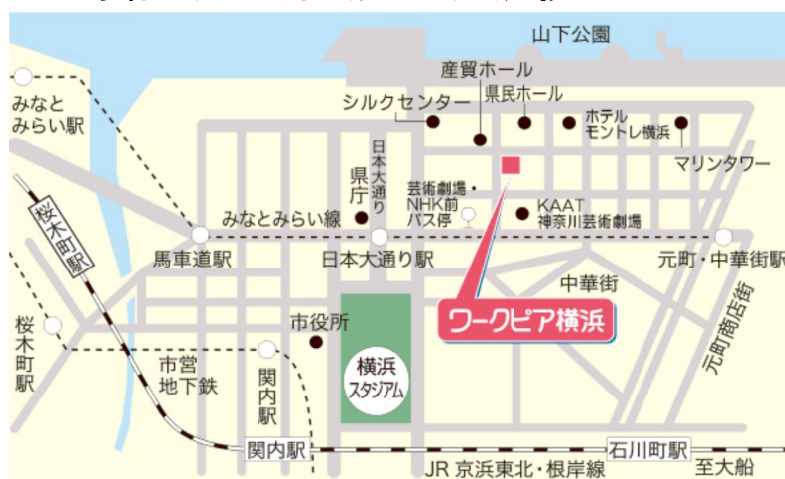 山下公園
産貿ホール
県民ホール
シルクセンター
ホテル
モントレ横浜
マリンタワー
みなと
みらい駅
日本大通り
県庁
芸術劇場・
NHK前
バス停
KAAT
神奈川芸術劇場
みなとみらい線
桜木町駅
馬車道駅
日本大通り駅
元町・中華街駅
中華街
ワークピア横浜
元町商店街
市役所
桜木町駅
市営
地下鉄
関内駅
横浜
スタジアム
関内駅
石川町駅
JR 京浜東北・根岸線
至大船